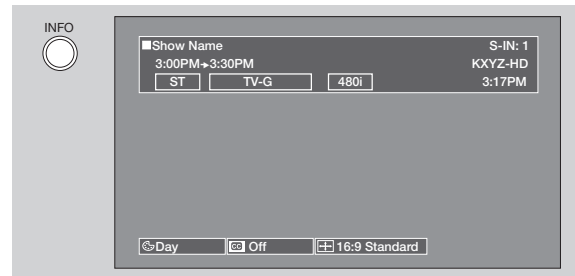 INFO
Show Name S-IN: 1
3:00PM→3:30PM KXYZ-HD
ST TV-G 480i 3:17PM
Day CC Off 16:9 Standard